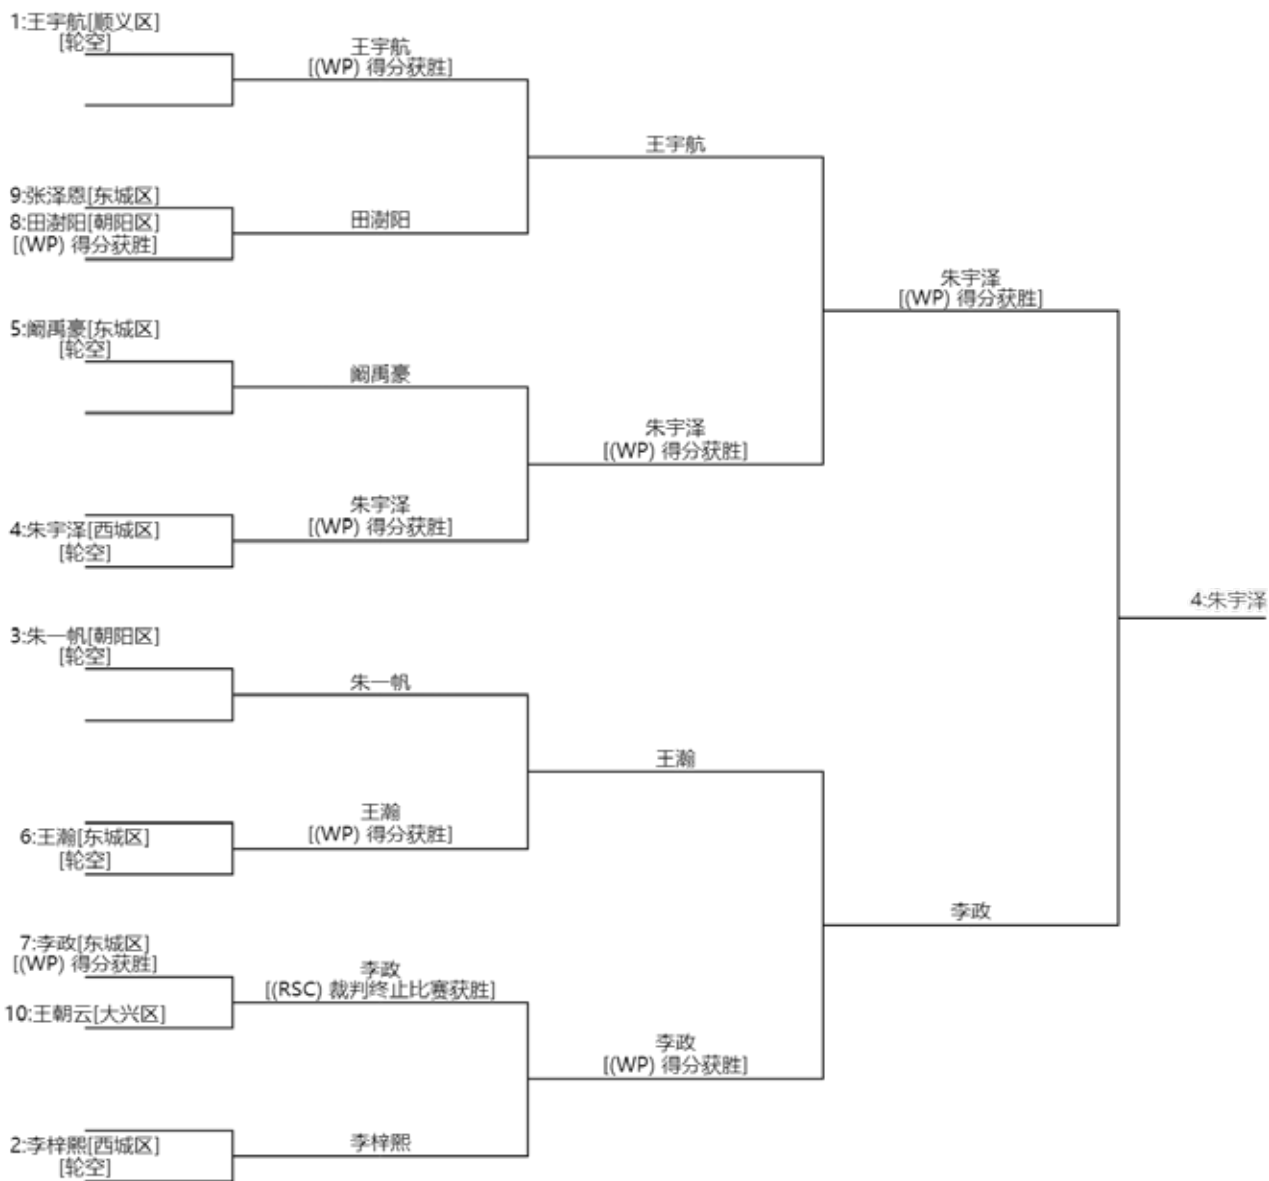 1:王宇航[顺义区]
[轮空]
王宇航
[(WP) 得分获胜]
王宇航
9:张泽恩[东城区]
8:田澍阳[朝阳区]
[(WP) 得分获胜]
田澍阳
朱宇泽
[(WP) 得分获胜]
5:阚禹豪[东城区]
[轮空]
阚禹豪
朱宇泽
[(WP) 得分获胜]
朱宇泽
[(WP) 得分获胜]
4:朱宇泽[西城区]
[轮空]
4:朱宇泽
3:朱一帆[朝阳区]
[轮空]
朱一帆
王瀚
王瀚
[(WP) 得分获胜]
6:王瀚[东城区]
[轮空]
李政
7:李政[东城区]
[(WP) 得分获胜]
李政
[(RSC) 裁判终止比赛获胜]
10:王朝云[大兴区]
李政
[(WP) 得分获胜]
2:李梓熙[西城区]
[轮空]
李梓熙